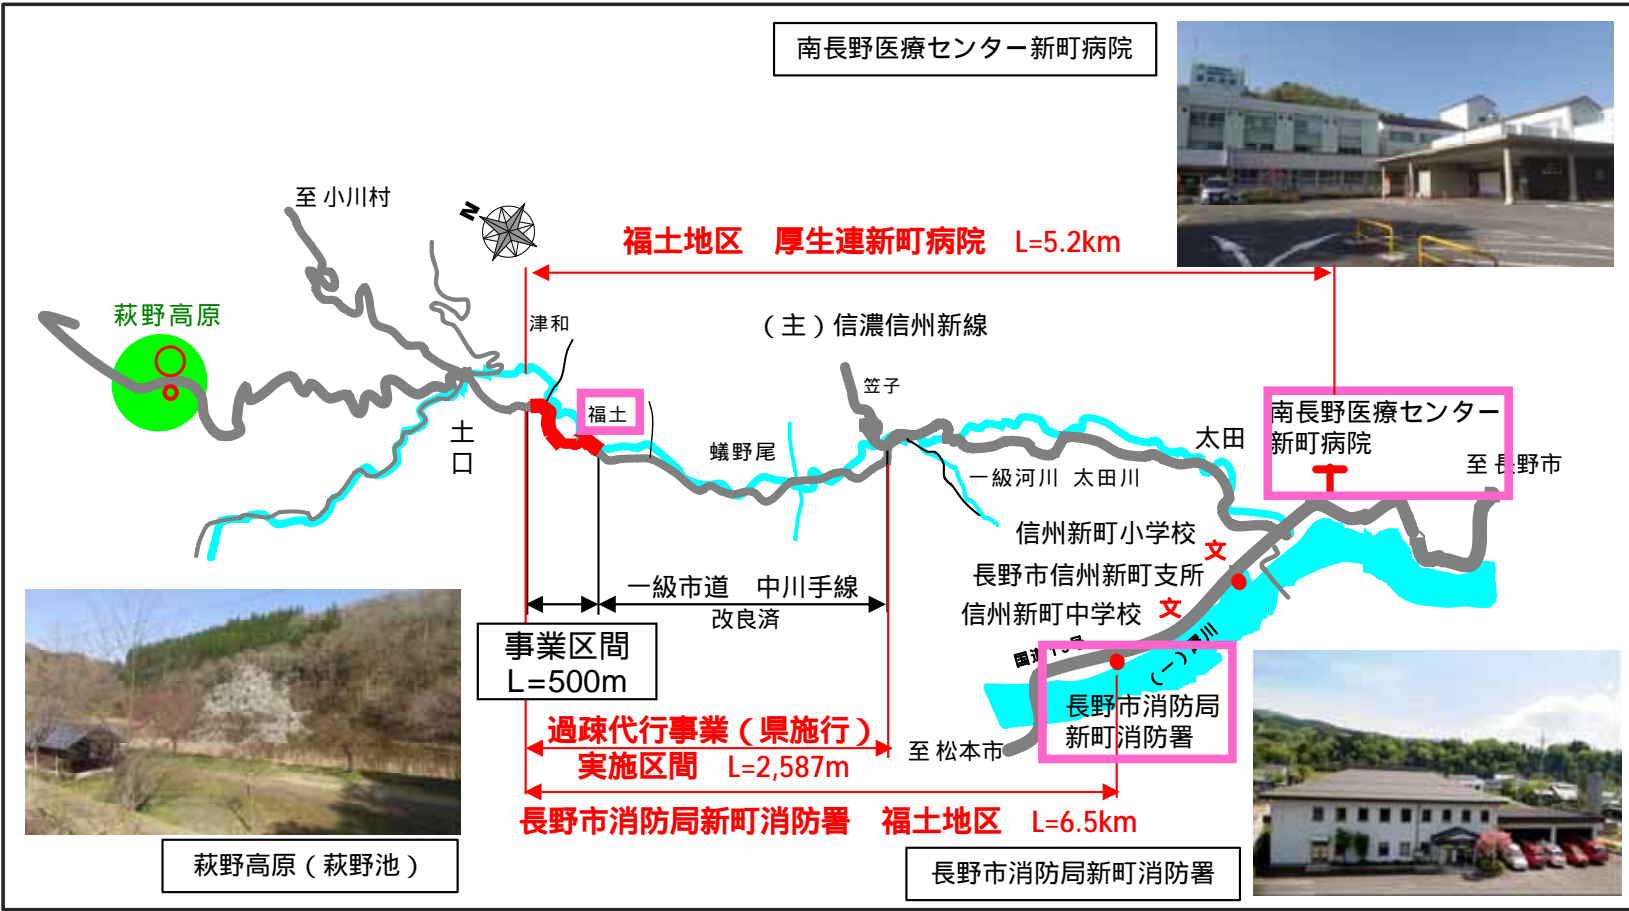 南長野医療センター新町病院
至 小川村
N
福土地区　厚生連新町病院　L=5.2km
萩野高原
津和
（主）信濃信州新線
笠子
福土
南長野医療センター
新町病院
土
口
蟻野尾
太田
至 長野市
一級河川 太田川
信州新町小学校
文
長野市信州新町支所
一級市道　中川手線
改良済
信州新町中学校
文
事業区間
L=500m
長野市消防局
新町消防署
過疎代行事業（県施行）
至 松本市
実施区間　L=2,587m
長野市消防局新町消防署　福土地区　L=6.5km
萩野高原（萩野池）
長野市消防局新町消防署